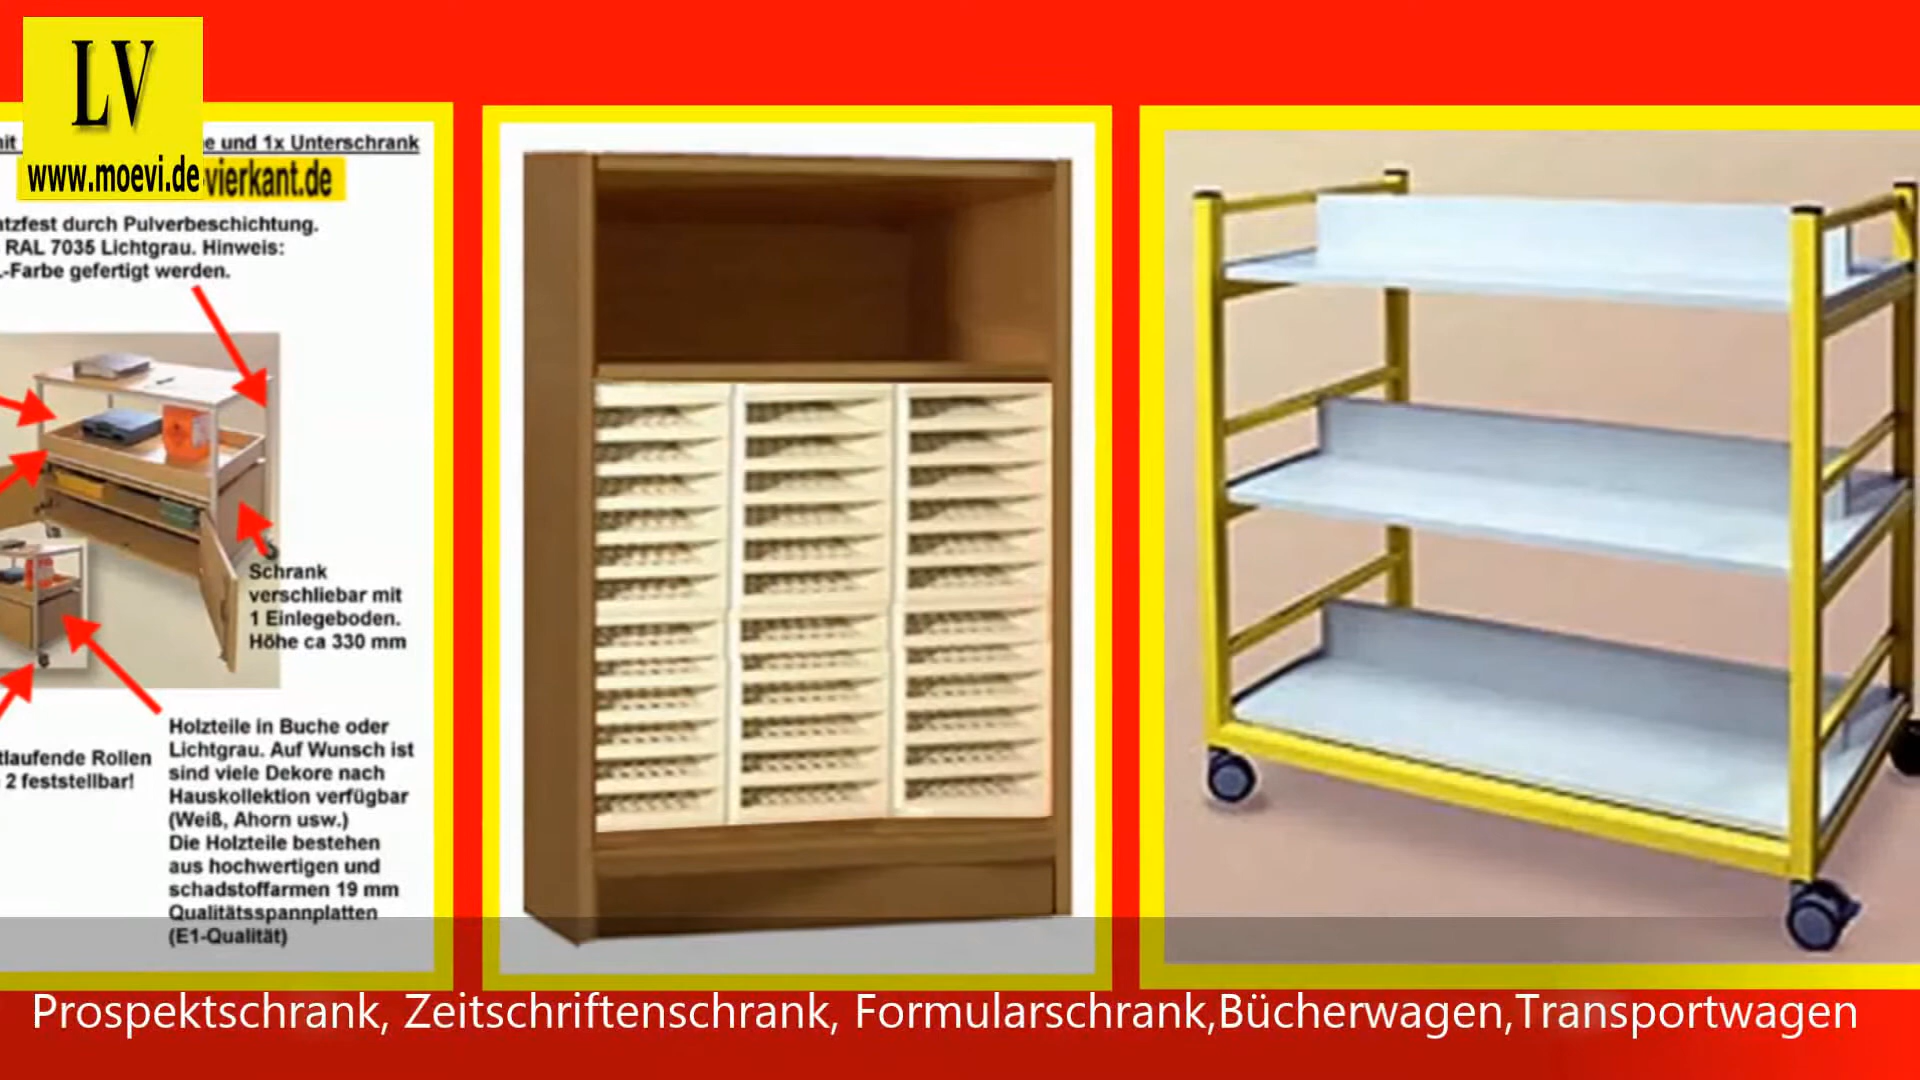 LV
www.moevi.de
e und 1x Unterschrank
vierkant.de
tzfest durch Pulverbeschichtung.
RAL 7035 Lichtgrau. Hinweis:
-Farbe gefertigt werden.
Schrank
verschliebar mit
1 Einlegeboden.
Höhe ca 330 mm
tlaufende Rollen
2 feststellbar!
Holzteile in Buche oder
Lichtgrau. Auf Wunsch ist
sind viele Dekore nach
Hauskollektion verfügbar
(Weiß, Ahorn usw.)
Die Holzteile bestehen
aus hochwertigen und
schadstoffarmen 19 mm
Qualitätsspannplatten
(E1-Qualität)
Prospektschrank, Zeitschriftenschrank, Formularschrank,Bücherwagen,Transportwagen